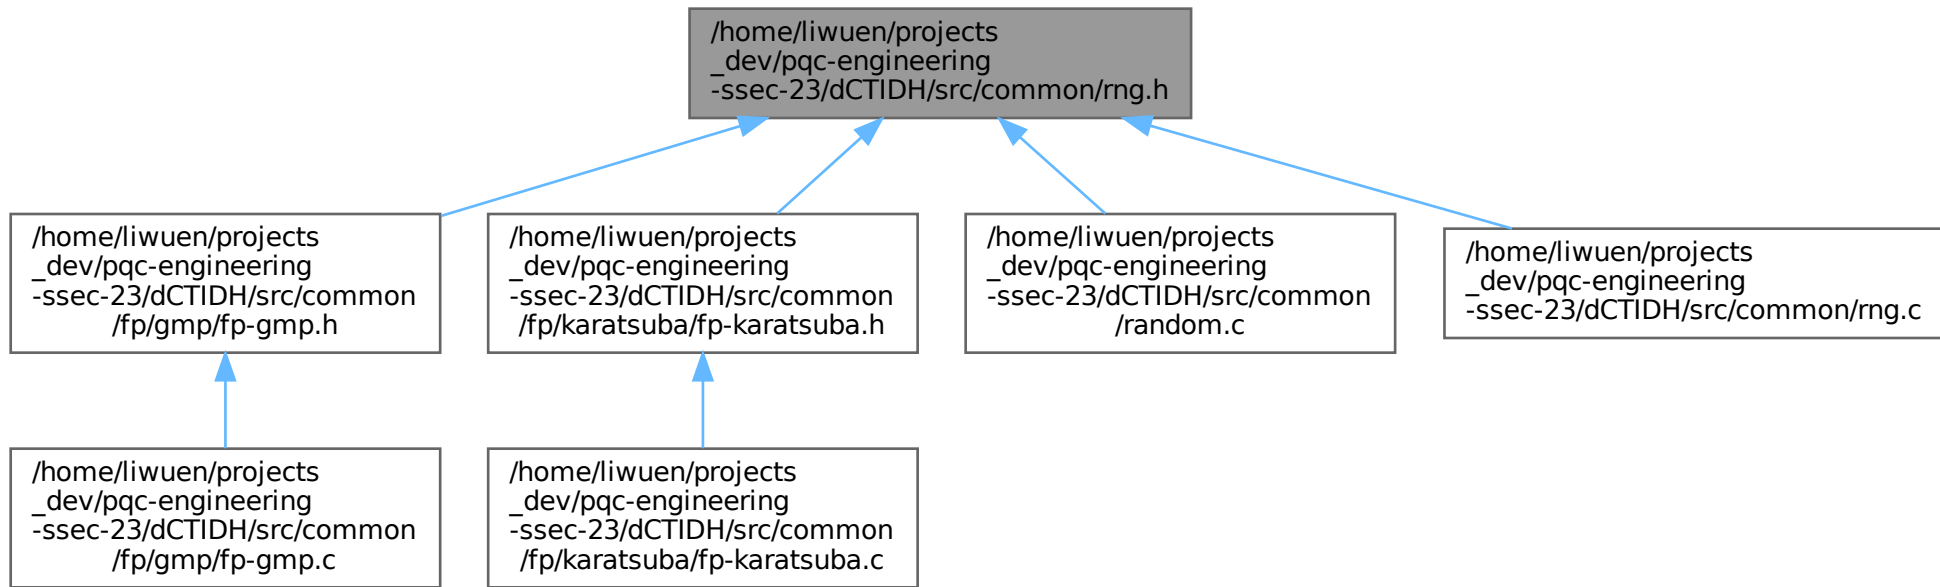 /home/liwuen/projects
_dev/pqc-engineering
-ssec-23/dCTIDH/src/common/rng.h
/home/liwuen/projects
_dev/pqc-engineering
-ssec-23/dCTIDH/src/common
/fp/gmp/fp-gmp.h
/home/liwuen/projects
_dev/pqc-engineering
-ssec-23/dCTIDH/src/common
/fp/karatsuba/fp-karatsuba.h
/home/liwuen/projects
_dev/pqc-engineering
-ssec-23/dCTIDH/src/common
/random.c
/home/liwuen/projects
_dev/pqc-engineering
-ssec-23/dCTIDH/src/common/rng.c
/home/liwuen/projects
_dev/pqc-engineering
-ssec-23/dCTIDH/src/common
/fp/gmp/fp-gmp.c
/home/liwuen/projects
_dev/pqc-engineering
-ssec-23/dCTIDH/src/common
/fp/karatsuba/fp-karatsuba.c